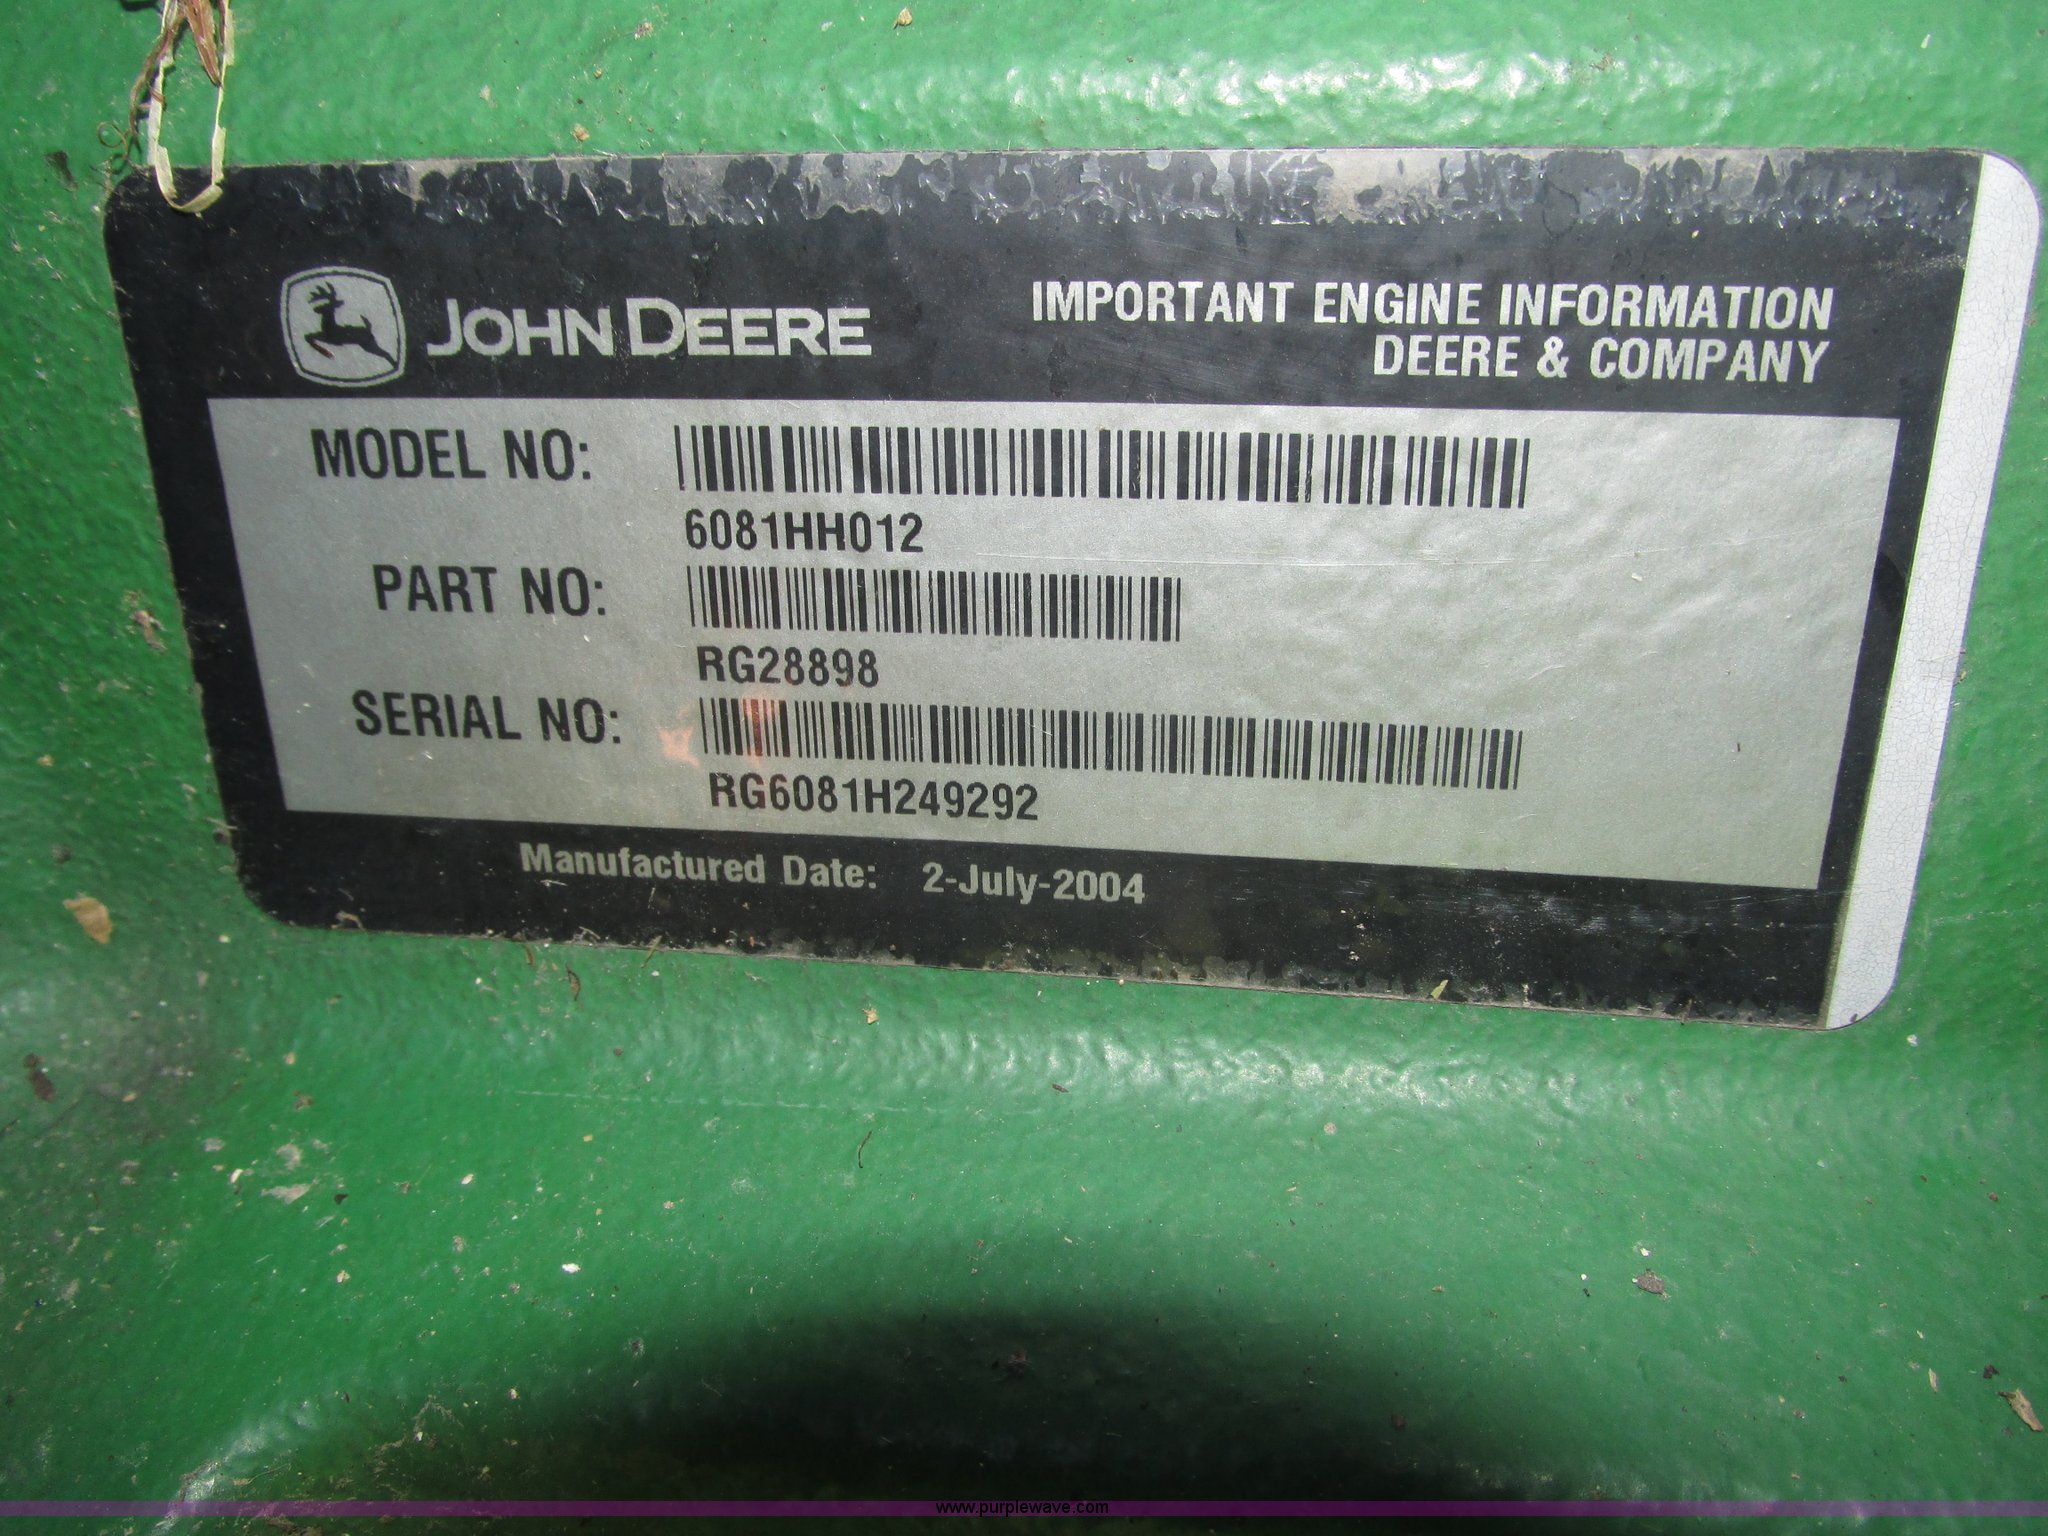 JOHN DEERE
IMPORTANT ENGINE INFORMATION
DEERE & COMPANY
MODEL NO:
6081HH012
PART NO:
RG28898
SERIAL NO:
RG6081H249292
Manufactured Date: 2-July-2004
www.purplewave.com